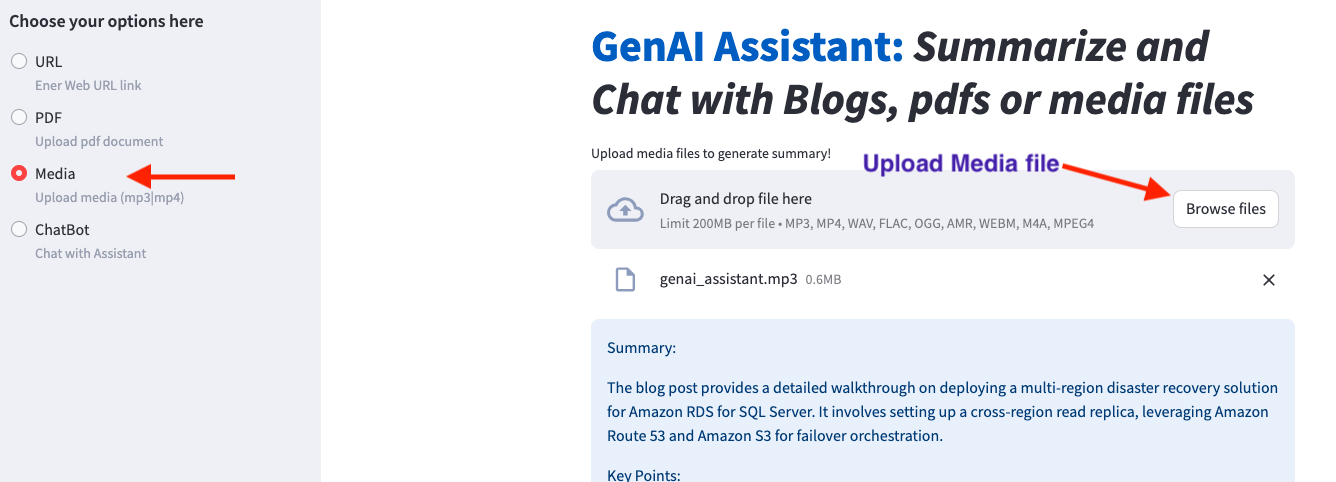 Choose your options here
URL
Ener Web URL link
PDF
Upload pdf document
Media
Upload media (mp3|mp4)
ChatBot
Chat with Assistant
GenAI Assistant: Summarize and
Chat with Blogs, pdfs or media files
Upload media files to generate summary!
Upload Media file
Drag and drop file here
Limit 200MB per file • MP3, MP4, WAV, FLAC, OGG, AMR, WEBM, M4A, MPEG4
Browse files
genai_assistant.mp3 0.6MB
Summary:
The blog post provides a detailed walkthrough on deploying a multi-region disaster recovery solution
for Amazon RDS for SQL Server. It involves setting up a cross-region read replica, leveraging Amazon
Route 53 and Amazon S3 for failover orchestration.
Key Points: